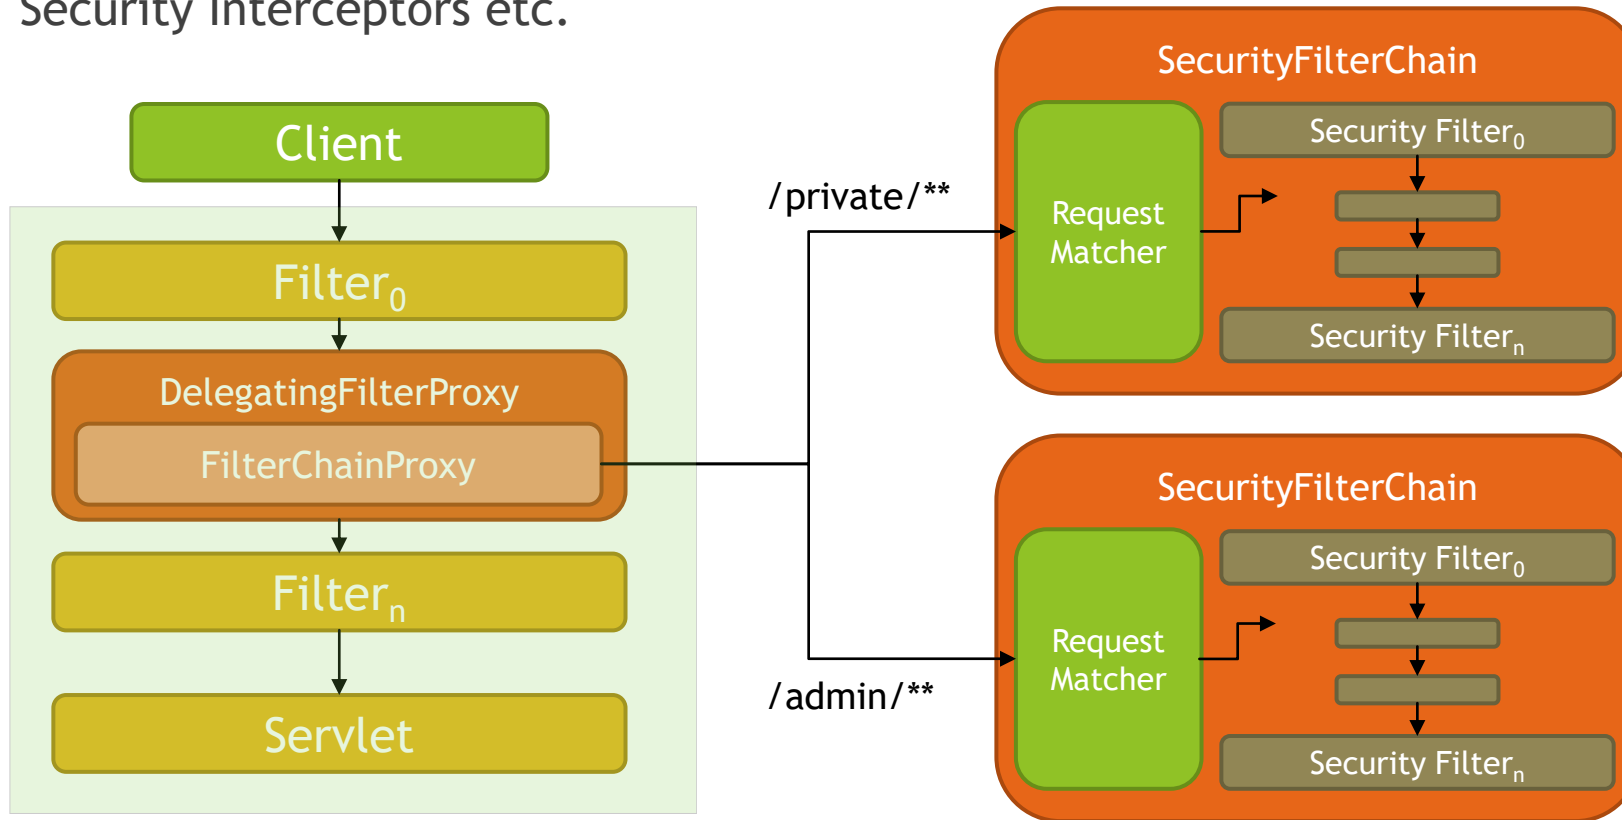 Security Interceptors etc.
Client
Filter0
DelegatingFilterProxy
FilterChainProxy
Filtern
Servlet
/private/**
/admin/**
SecurityFilterChain
Request
Matcher
Security Filter0
Security Filtern
SecurityFilterChain
Request
Matcher
Security Filter0
Security Filtern